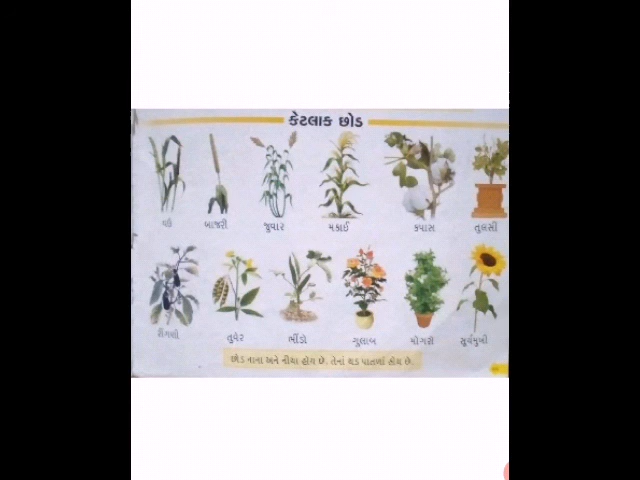 કેટલાક છોડ
ઘઉં બાજરી જુવાર મકાઈ કપાસ તુલસી
રીંગણી તુવેર ભીંડો ગુલાબ મોગરી સૂર્યમુખી
છોડ નાના અને નીચા હોય છે. તેનાં થડ પાતળાં હોય છે.